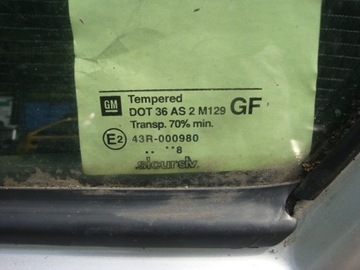 GM Tempered
DOT 36 AS 2 M129 GF
Transp. 70% min.
E2 43R-000980
.. ..8
sicursiv